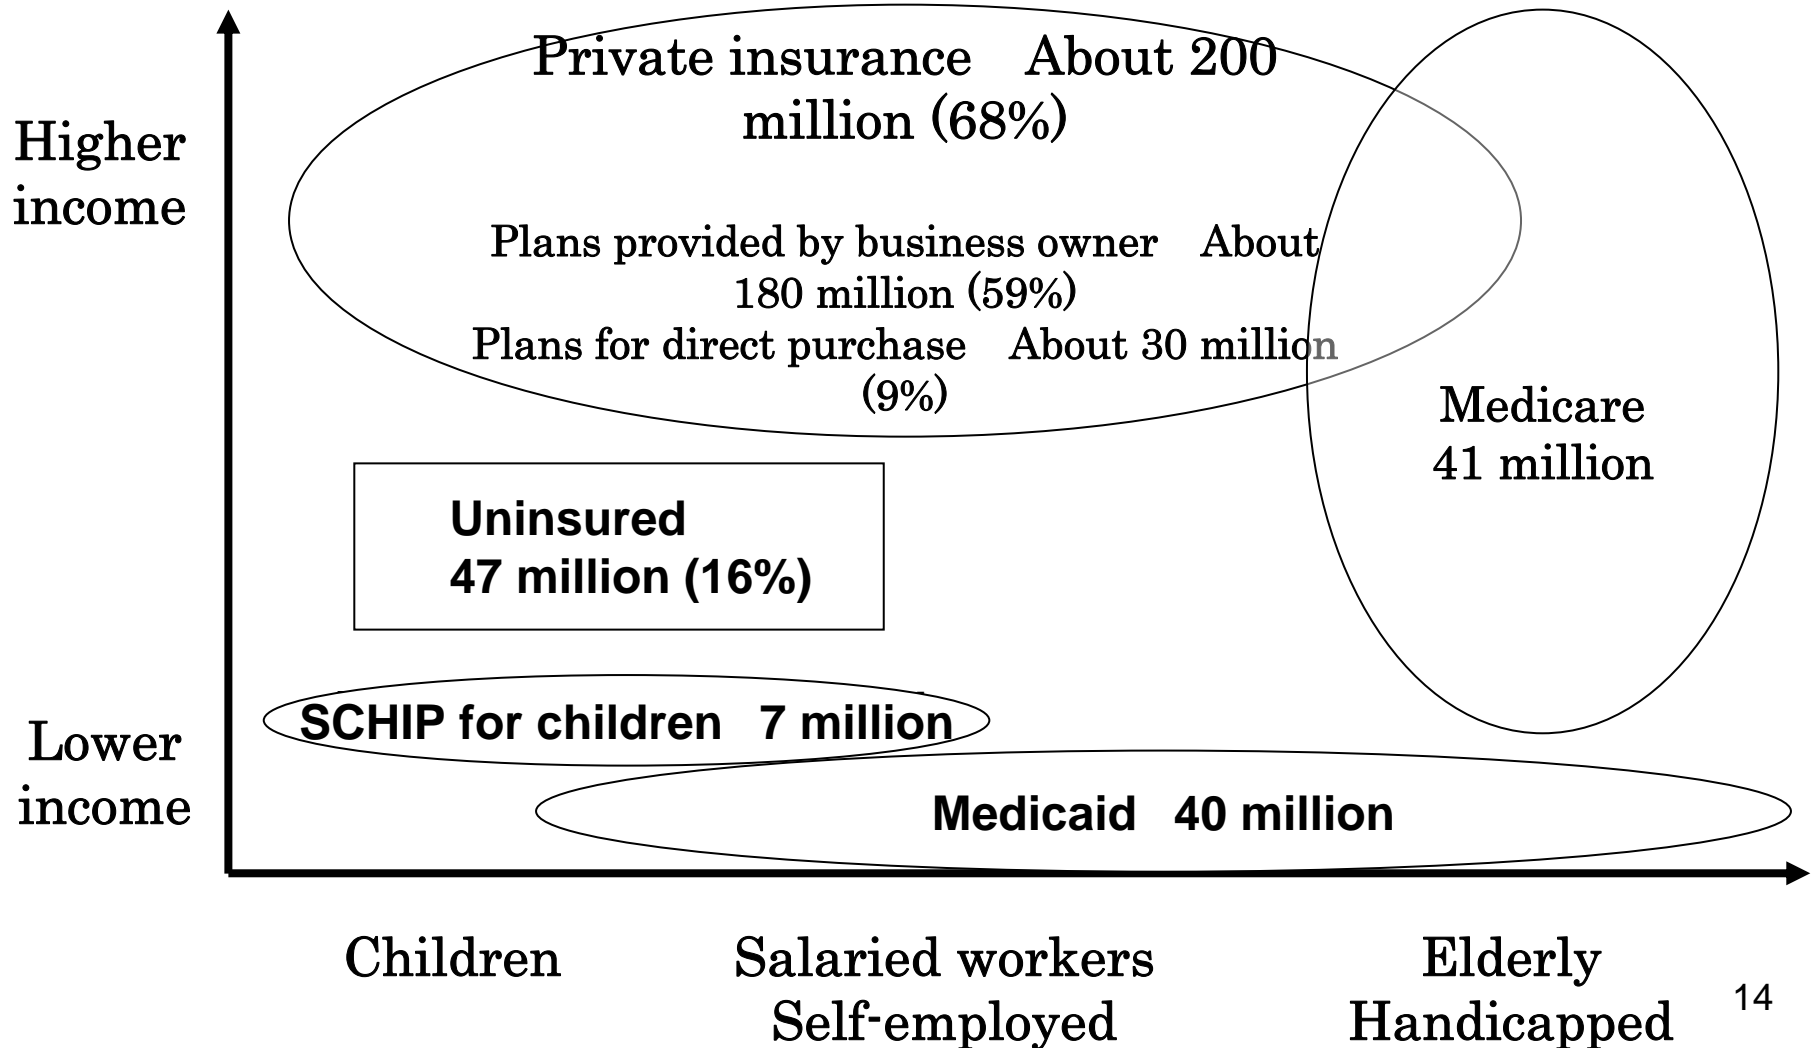 Private insurance About 200
million (68%)
Higher
income
Plans provided by business owner About
180 million (59%)
Plans for direct purchase About 30 million
(9%)
Medicare
41 million
Uninsured
47 million (16%)
SCHIP for children 7 million
Lower
income
Medicaid 40 million
Children
Salaried workers
Self-employed
Elderly
Handicapped
14